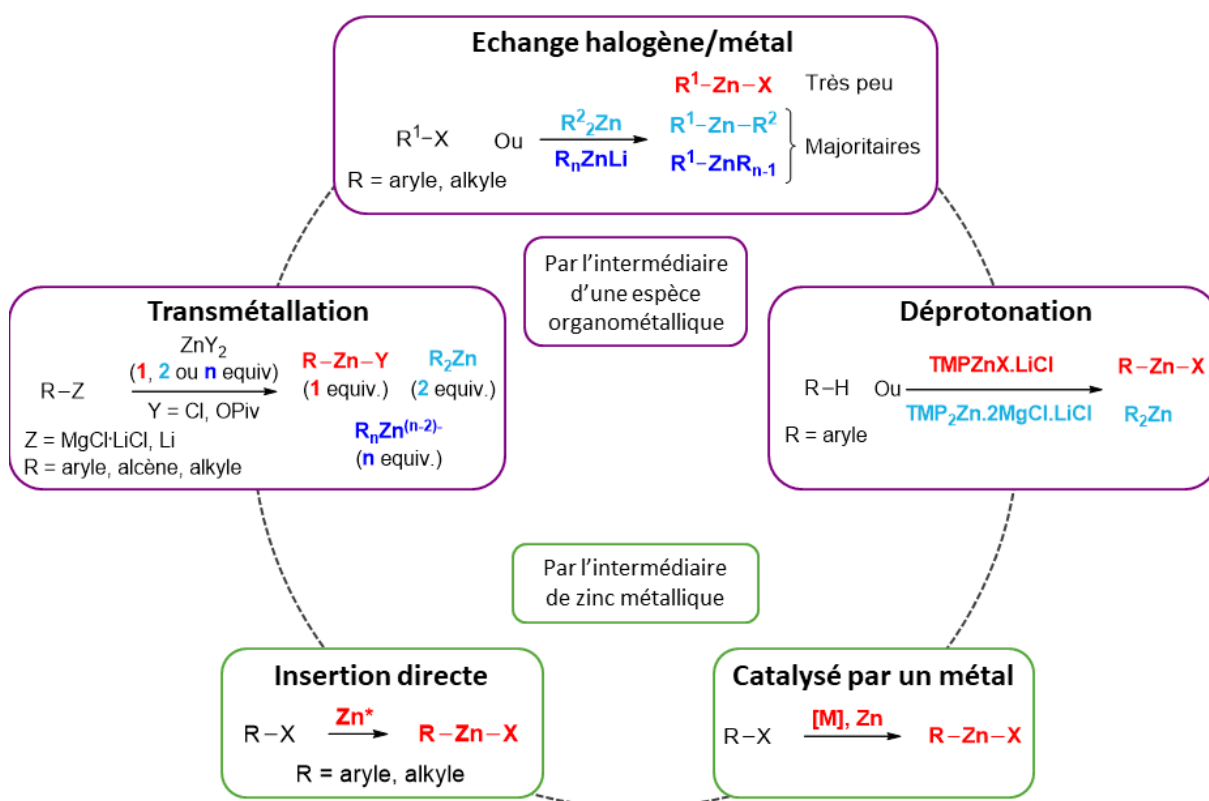 Echange halogène/métal
R¹–Zn–X Très peu
R¹–X Ou R²₂Zn R¹–Zn–R²
RₙZnLi R¹–ZnRₙ₋₁ Majoritaires
R = aryle, alkyle
Par l’intermédiaire
d’une espèce
organométallique
Transmétallation
ZnY₂
R–Z (1, 2 ou n equiv) R–Zn–Y R₂Zn
(1 equiv.) (2 equiv.)
Y = Cl, OPiv
Z = MgCl·LiCl, Li RₙZn⁽ⁿ⁻²⁾⁻
R = aryle, alcène, alkyle (n equiv.)
Déprotonation
R–H Ou TMPZnX.LiCl R–Zn–X
TMP₂Zn.2MgCl.LiCl R₂Zn
R = aryle
Par l’intermédiaire
de zinc métallique
Insertion directe
R–X Zn* R–Zn–X
R = aryle, alkyle
Catalysé par un métal
R–X [M], Zn R–Zn–X